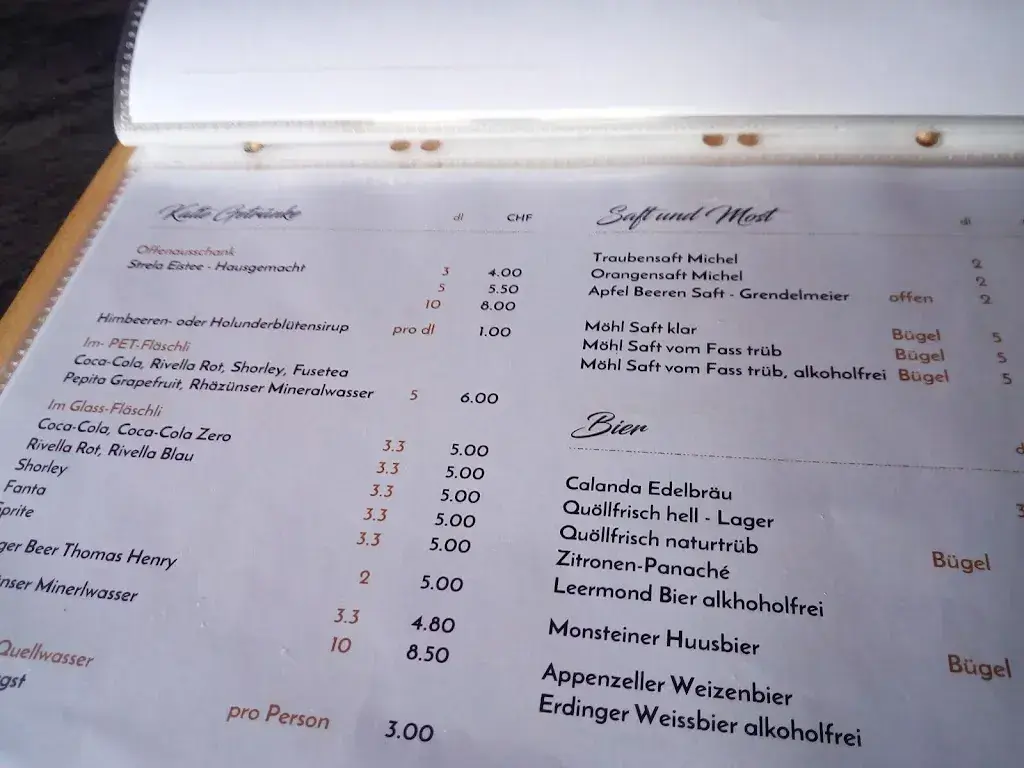 Kalte Getränke dl CHF
Offenausschank
Strela Eistee - Hausgemacht 3 4.00
5 5.50
10 8.00
Himbeeren- oder Holunderblütensirup pro dl 1.00
Im- PET-Fläschli
Coca-Cola, Rivella Rot, Shorley, Fusetea
Pepita Grapefruit, Rhäzünser Mineralwasser 5 6.00
Im Glass-Fläschli
Coca-Cola, Coca-Cola Zero 3.3 5.00
Rivella Rot, Rivella Blau 3.3 5.00
Shorley 3.3 5.00
Fanta 3.3 5.00
prite 3.3 5.00
ger Beer Thomas Henry 2 5.00
nser Minerlwasser 3.3 4.80
10 8.50
Quellwasser
gst
pro Person 3.00
Saft und Most dl
Traubensaft Michel 2
Orangensaft Michel 2
Apfel Beeren Saft - Grendelmeier offen 2
Möhl Saft klar Bügel 5
Möhl Saft vom Fass trüb Bügel 5
Möhl Saft vom Fass trüb, alkoholfrei Bügel 5
Bier
Calanda Edelbräu
Quöllfrisch hell - Lager
Quöllfrisch naturtrüb Bügel
Zitronen-Panaché
Leermond Bier alkhoholfrei
Monsteiner Huusbier Bügel
Appenzeller Weizenbier
Erdinger Weissbier alkoholfrei